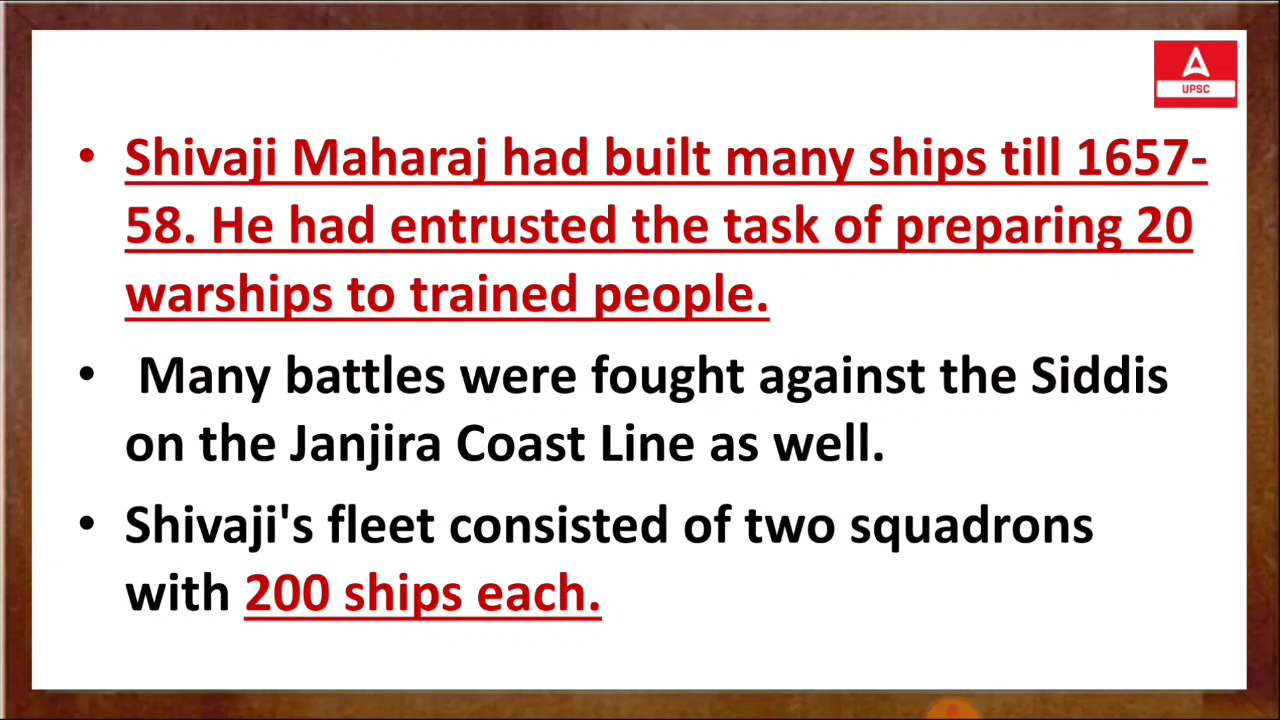 UPSC
• Shivaji Maharaj had built many ships till 1657-
58. He had entrusted the task of preparing 20
warships to trained people.
• Many battles were fought against the Siddis
on the Janjira Coast Line as well.
• Shivaji's fleet consisted of two squadrons
with 200 ships each.